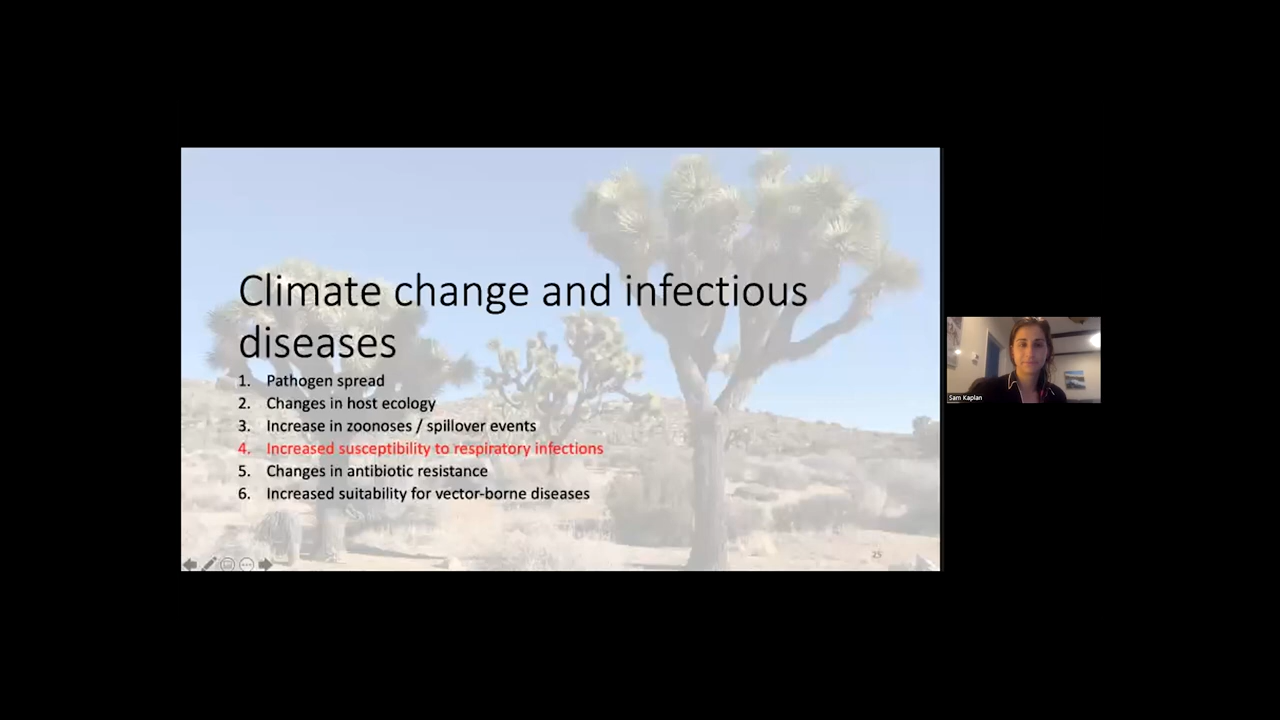 Climate change and infectious
diseases
1. Pathogen spread
2. Changes in host ecology
3. Increase in zoonoses / spillover events
4. Increased susceptibility to respiratory infections
5. Changes in antibiotic resistance
6. Increased suitability for vector-borne diseases
25
Sam Kaplan